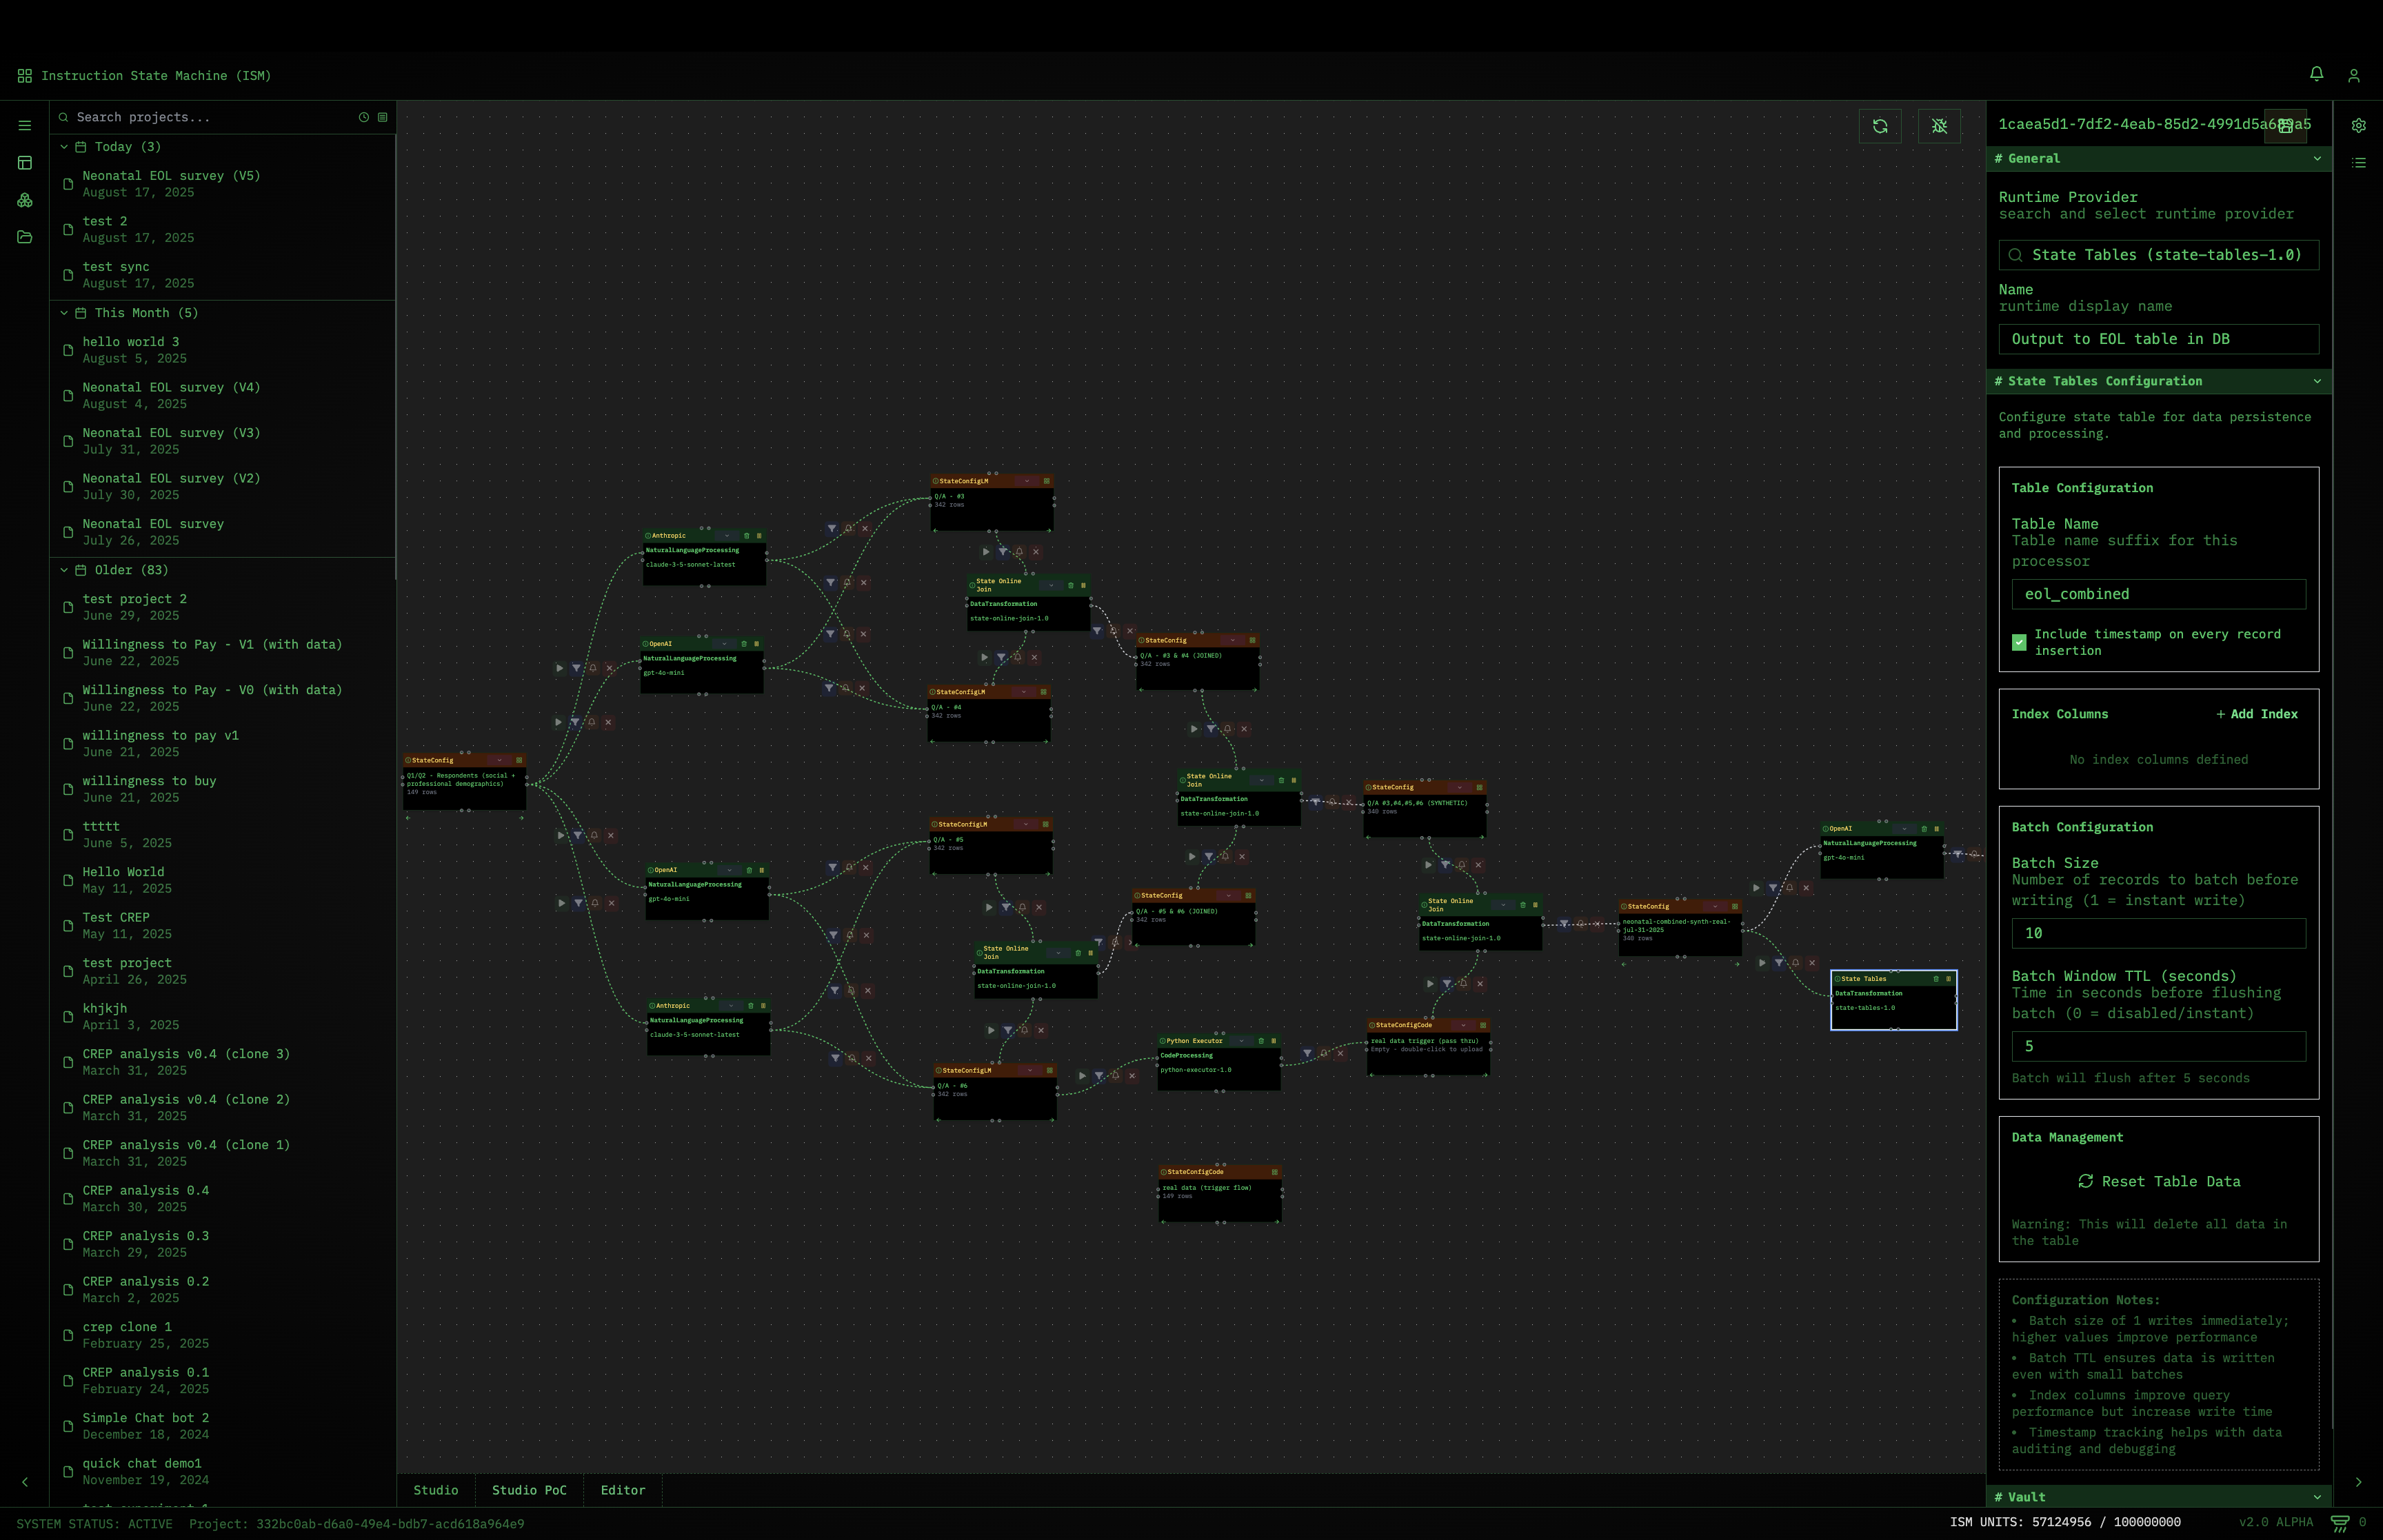 Instruction State Machine (ISM)
Search projects...
Today (3)
Neonatal EOL survey (V5)
August 17, 2025
test 2
August 17, 2025
test sync
August 17, 2025
This Month (5)
hello world 3
August 5, 2025
Neonatal EOL survey (V4)
August 4, 2025
Neonatal EOL survey (V3)
July 31, 2025
Neonatal EOL survey (V2)
July 30, 2025
Neonatal EOL survey
July 26, 2025
Older (83)
test project 2
June 29, 2025
Willingness to Pay - V1 (with data)
June 22, 2025
Willingness to Pay - V0 (with data)
June 22, 2025
willingness to pay v1
June 21, 2025
willingness to buy
June 21, 2025
ttttt
June 5, 2025
Hello World
May 11, 2025
Test CREP
May 11, 2025
test project
April 26, 2025
khjkjh
April 3, 2025
CREP analysis v0.4 (clone 3)
March 31, 2025
CREP analysis v0.4 (clone 2)
March 31, 2025
CREP analysis v0.4 (clone 1)
March 31, 2025
CREP analysis 0.4
March 30, 2025
CREP analysis 0.3
March 29, 2025
CREP analysis 0.2
March 2, 2025
crep clone 1
February 25, 2025
CREP analysis 0.1
February 24, 2025
Simple Chat bot 2
December 18, 2024
quick chat demo1
November 19, 2024
StateConfig
Q1/Q2 - Respondents (social +
professional demographics)
149 rows
Anthropic
NaturalLanguageProcessing
claude-3-5-sonnet-latest
OpenAI
NaturalLanguageProcessing
gpt-4o-mini
OpenAI
NaturalLanguageProcessing
gpt-4o-mini
Anthropic
NaturalLanguageProcessing
claude-3-5-sonnet-latest
StateConfigLM
Q/A - #3
342 rows
State Online
Join
DataTransformation
state-online-join-1.0
StateConfigLM
Q/A - #4
342 rows
StateConfig
Q/A - #3 & #4 (JOINED)
342 rows
StateConfigLM
Q/A - #5
342 rows
State Online
Join
DataTransformation
state-online-join-1.0
StateConfigLM
Q/A - #6
342 rows
StateConfig
Q/A - #5 & #6 (JOINED)
342 rows
State Online
Join
DataTransformation
state-online-join-1.0
StateConfig
Q/A #3,#4,#5,#6 (SYNTHETIC)
340 rows
Python Executor
CodeProcessing
python-executor-1.0
StateConfigCode
real data (trigger flow)
149 rows
State Online
Join
DataTransformation
state-online-join-1.0
StateConfigCode
real data trigger (pass thru)
Empty - double-click to upload
StateConfig
neonatal-combined-synth-real-
jul-31-2025
340 rows
OpenAI
NaturalLanguageProcessing
gpt-4o-mini
State Tables
DataTransformation
state-tables-1.0
Studio
Studio PoC
Editor
# General
Runtime Provider
search and select runtime provider
State Tables (state-tables-1.0)
Name
runtime display name
Output to EOL table in DB
# State Tables Configuration
Configure state table for data persistence
and processing.
Table Configuration
Table Name
Table name suffix for this
processor
eol_combined
Include timestamp on every record
insertion
Index Columns
+ Add Index
No index columns defined
Batch Configuration
Batch Size
Number of records to batch before
writing (1 = instant write)
10
Batch Window TTL (seconds)
Time in seconds before flushing
batch (0 = disabled/instant)
5
Batch will flush after 5 seconds
Data Management
Reset Table Data
Warning: This will delete all data in
the table
Configuration Notes:
• Batch size of 1 writes immediately;
higher values improve performance
• Batch TTL ensures data is written
even with small batches
• Index columns improve query
performance but increase write time
• Timestamp tracking helps with data
auditing and debugging
# Vault
SYSTEM STATUS: ACTIVE Project: 332bc0ab-d6a0-49e4-bdb7-acd618a964e9
ISM UNITS: 57124956 / 100000000
v2.0 ALPHA
0